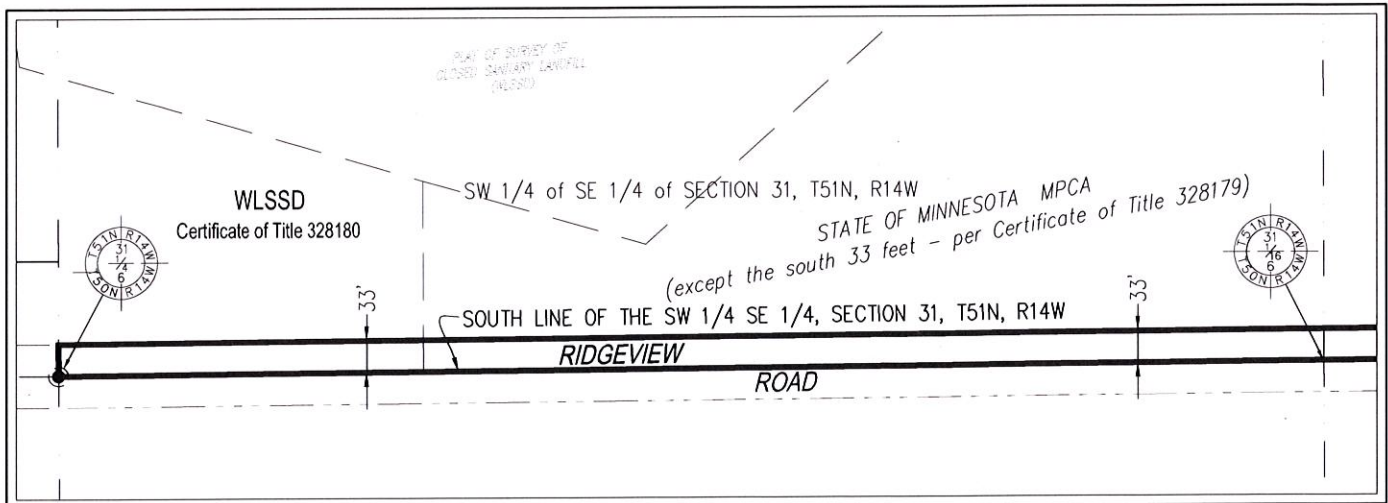 PLAT OF SURVEY OF
CLOSED SANITARY LANDFILL
(WLSSD)
SW 1/4 of SE 1/4 of SECTION 31, T51N, R14W
WLSSD
Certificate of Title 328180
STATE OF MINNESOTA MPCA
(except the south 33 feet - per Certificate of Title 328179)
T51N R14W
31
1/4
6
T50N R14W
T51N R14W
31
1/16
6
T50N R14W
33'
33'
SOUTH LINE OF THE SW 1/4 SE 1/4, SECTION 31, T51N, R14W
RIDGEVIEW
ROAD